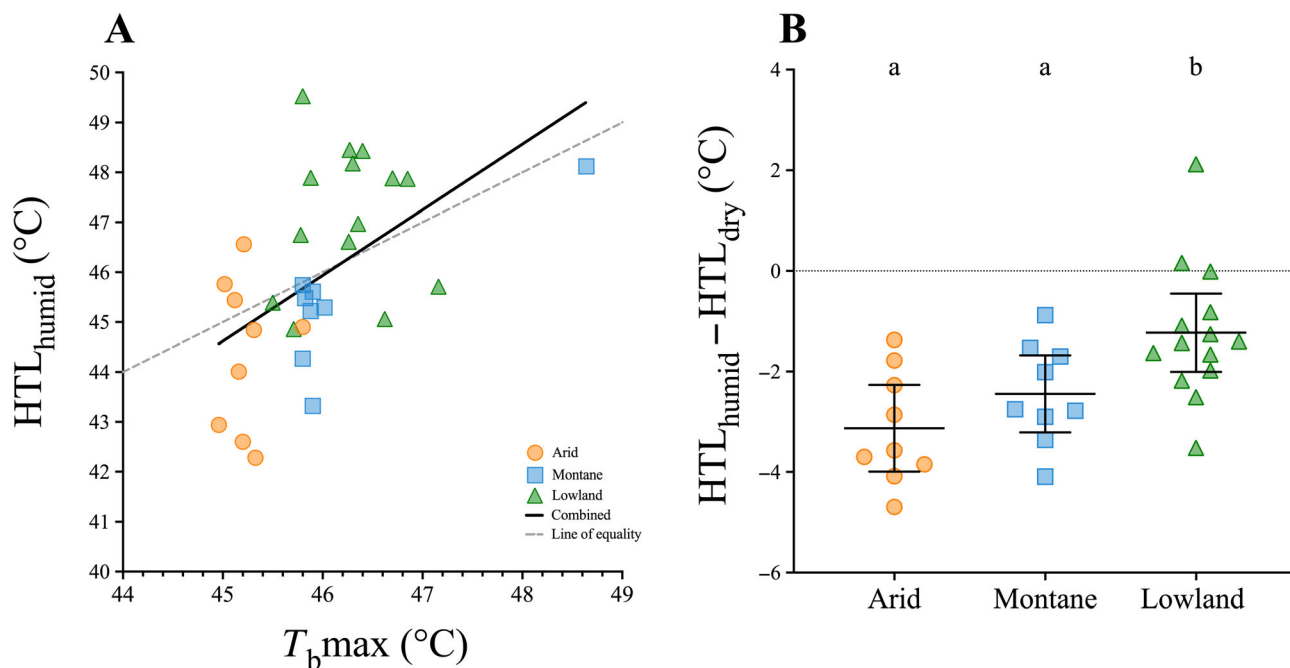 A
HTLhumid (°C)
50
49
48
47
46
45
44
43
42
41
40
44
45
46
47
48
49
Tbmax (°C)
Arid
Montane
Lowland
Combined
Line of equality
B
HTLhumid−HTLdry (°C)
a
a
b
4
2
0
−2
−4
−6
Arid
Montane
Lowland